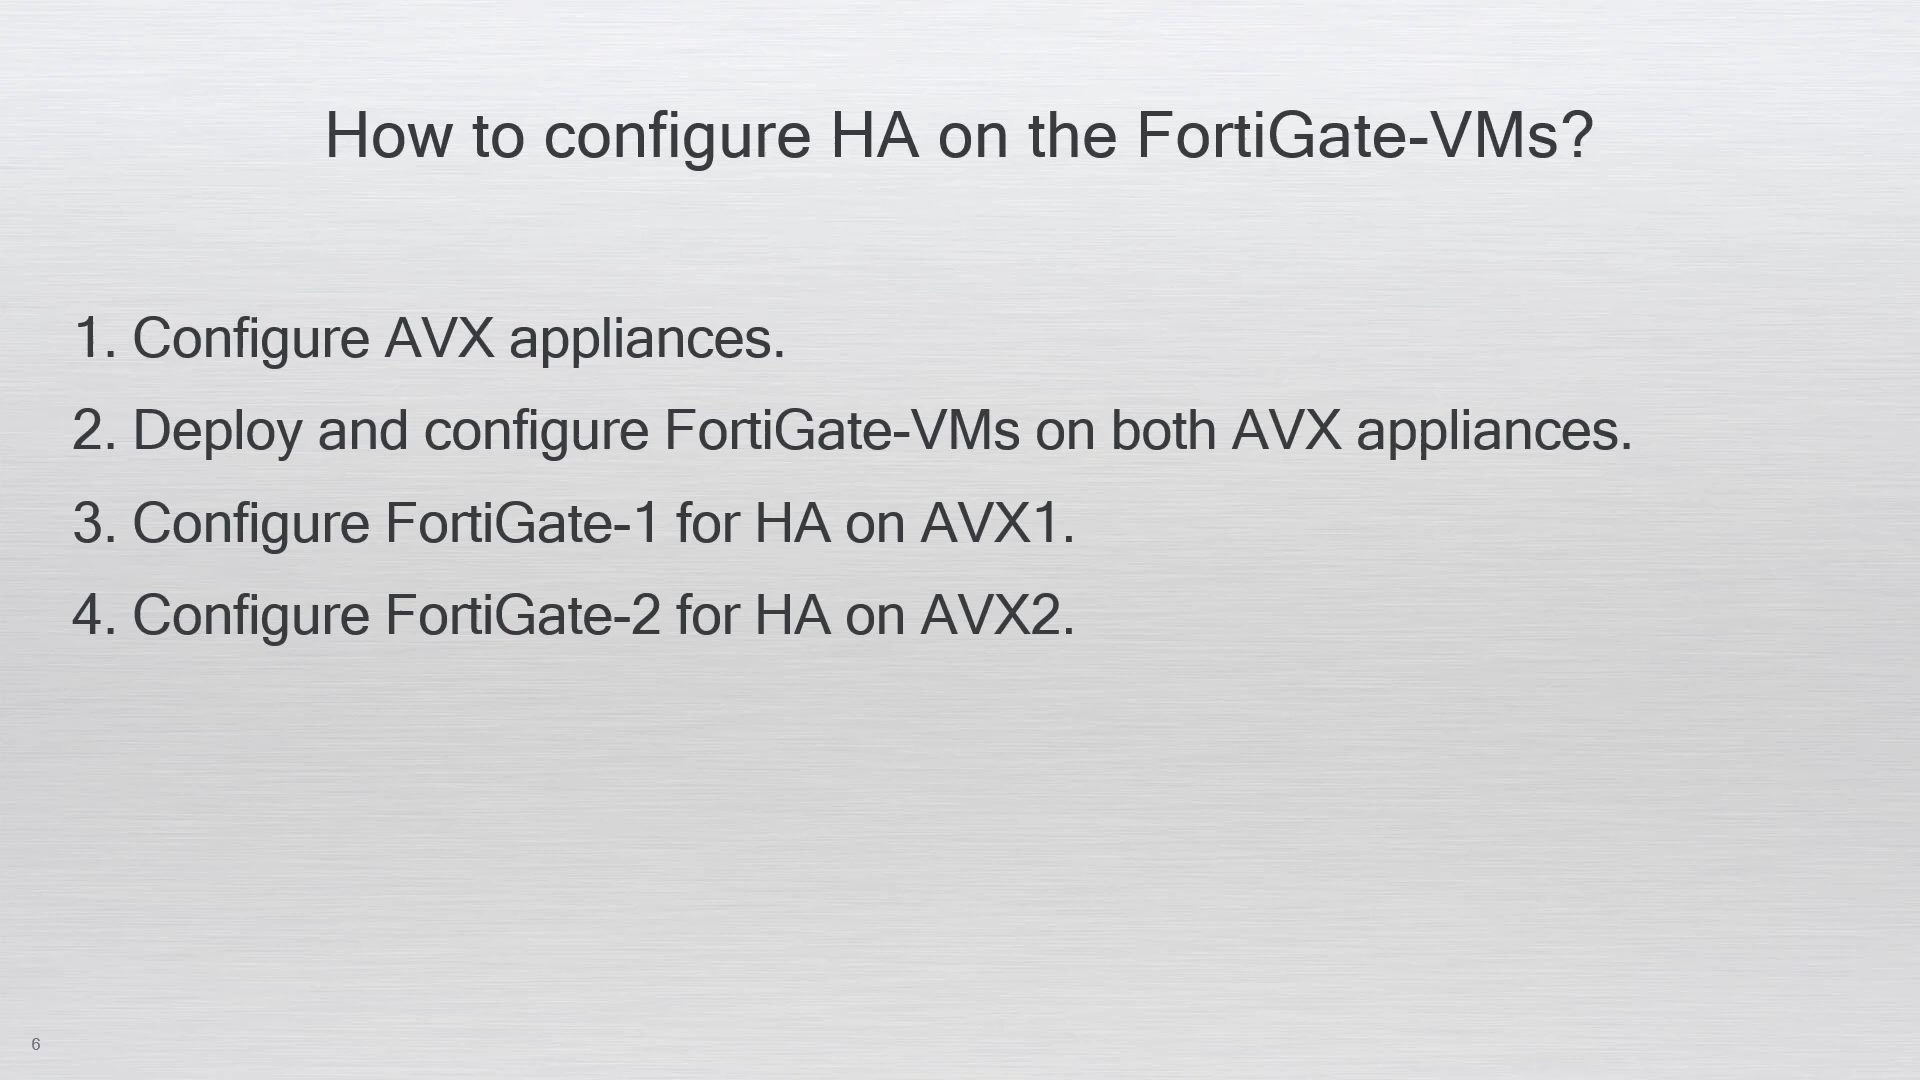 How to configure HA on the FortiGate-VMs?
1. Configure AVX appliances.
2. Deploy and configure FortiGate-VMs on both AVX appliances.
3. Configure FortiGate-1 for HA on AVX1.
4. Configure FortiGate-2 for HA on AVX2.
6